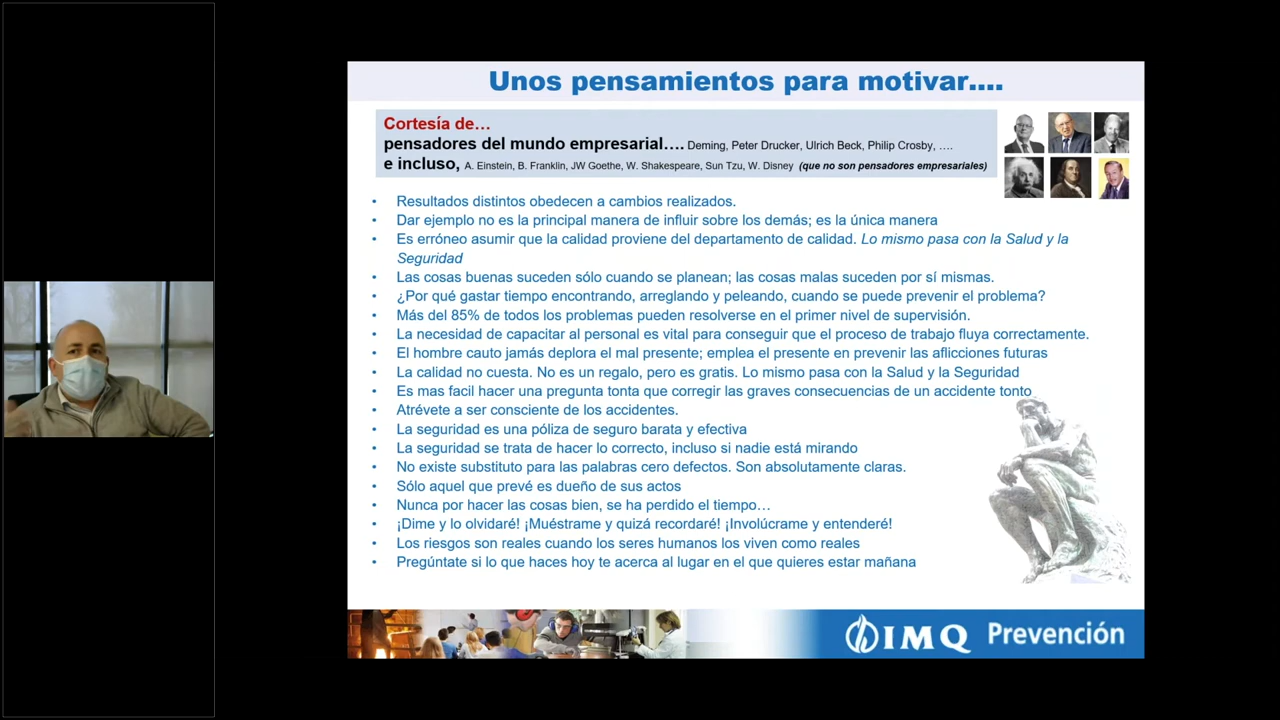 Unos pensamientos para motivar....
Cortesía de…
pensadores del mundo empresarial…. Deming, Peter Drucker, Ulrich Beck, Philip Crosby, ….
e incluso, A. Einstein, B. Franklin, JW Goethe, W. Shakespeare, Sun Tzu, W. Disney (que no son pensadores empresariales)
• Resultados distintos obedecen a cambios realizados.
• Dar ejemplo no es la principal manera de influir sobre los demás; es la única manera
• Es erróneo asumir que la calidad proviene del departamento de calidad. Lo mismo pasa con la Salud y la
Seguridad
• Las cosas buenas suceden sólo cuando se planean; las cosas malas suceden por sí mismas.
• ¿Por qué gastar tiempo encontrando, arreglando y peleando, cuando se puede prevenir el problema?
• Más del 85% de todos los problemas pueden resolverse en el primer nivel de supervisión.
• La necesidad de capacitar al personal es vital para conseguir que el proceso de trabajo fluya correctamente.
• El hombre cauto jamás deplora el mal presente; emplea el presente en prevenir las aflicciones futuras
• La calidad no cuesta. No es un regalo, pero es gratis. Lo mismo pasa con la Salud y la Seguridad
• Es mas facil hacer una pregunta tonta que corregir las graves consecuencias de un accidente tonto
• Atrévete a ser consciente de los accidentes.
• La seguridad es una póliza de seguro barata y efectiva
• La seguridad se trata de hacer lo correcto, incluso si nadie está mirando
• No existe substituto para las palabras cero defectos. Son absolutamente claras.
• Sólo aquel que prevé es dueño de sus actos
• Nunca por hacer las cosas bien, se ha perdido el tiempo…
• ¡Dime y lo olvidaré! ¡Muéstrame y quizá recordaré! ¡Involúcrame y entenderé!
• Los riesgos son reales cuando los seres humanos los viven como reales
• Pregúntate si lo que haces hoy te acerca al lugar en el que quieres estar mañana
IMQ Prevención